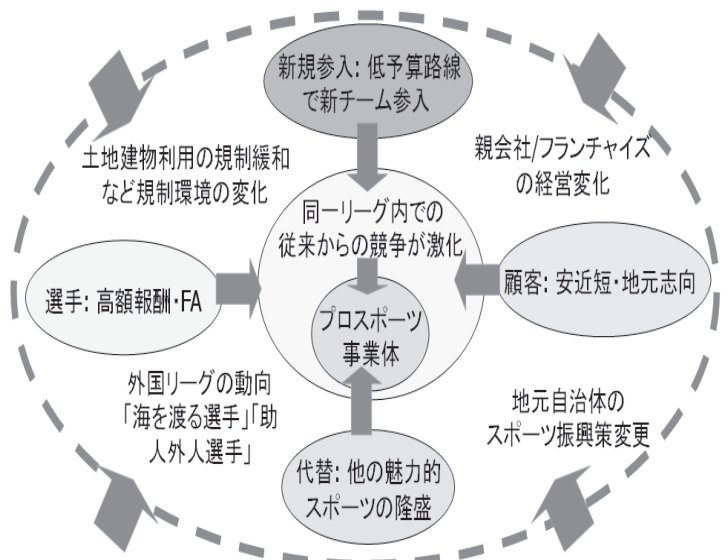 新規参入: 低予算路線
で新チーム参入
土地建物利用の規制緩和
など規制環境の変化
親会社/フランチャイズ
の経営変化
同一リーグ内での
従来からの競争が激化
選手: 高額報酬・FA
顧客: 安近短・地元志向
プロスポーツ
事業体
外国リーグの動向
「海を渡る選手」「助
人外人選手」
地元自治体の
スポーツ振興策変更
代替: 他の魅力的
スポーツの隆盛